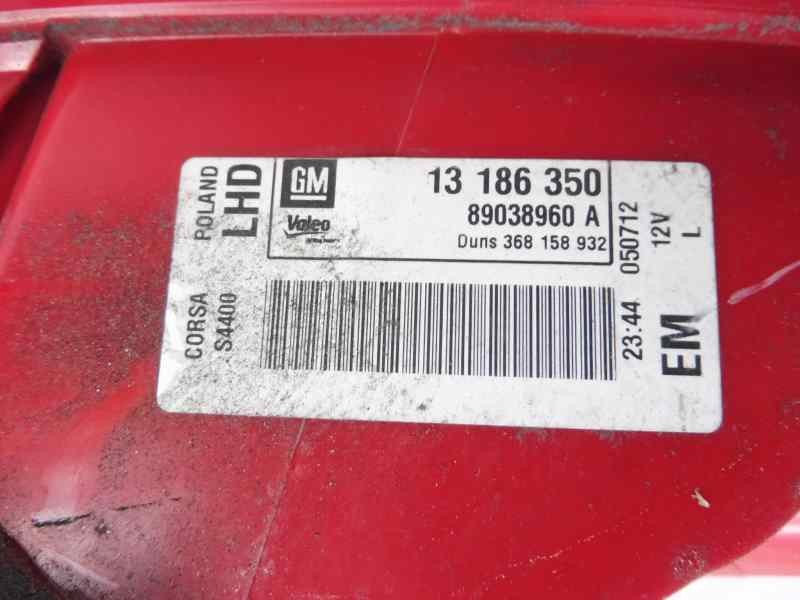 POLAND
LHD
GM
Valeo
13 186 350
89038960 A
Duns 368 158 932
050712
12V
L
CORSA
S4400
23:44
EM